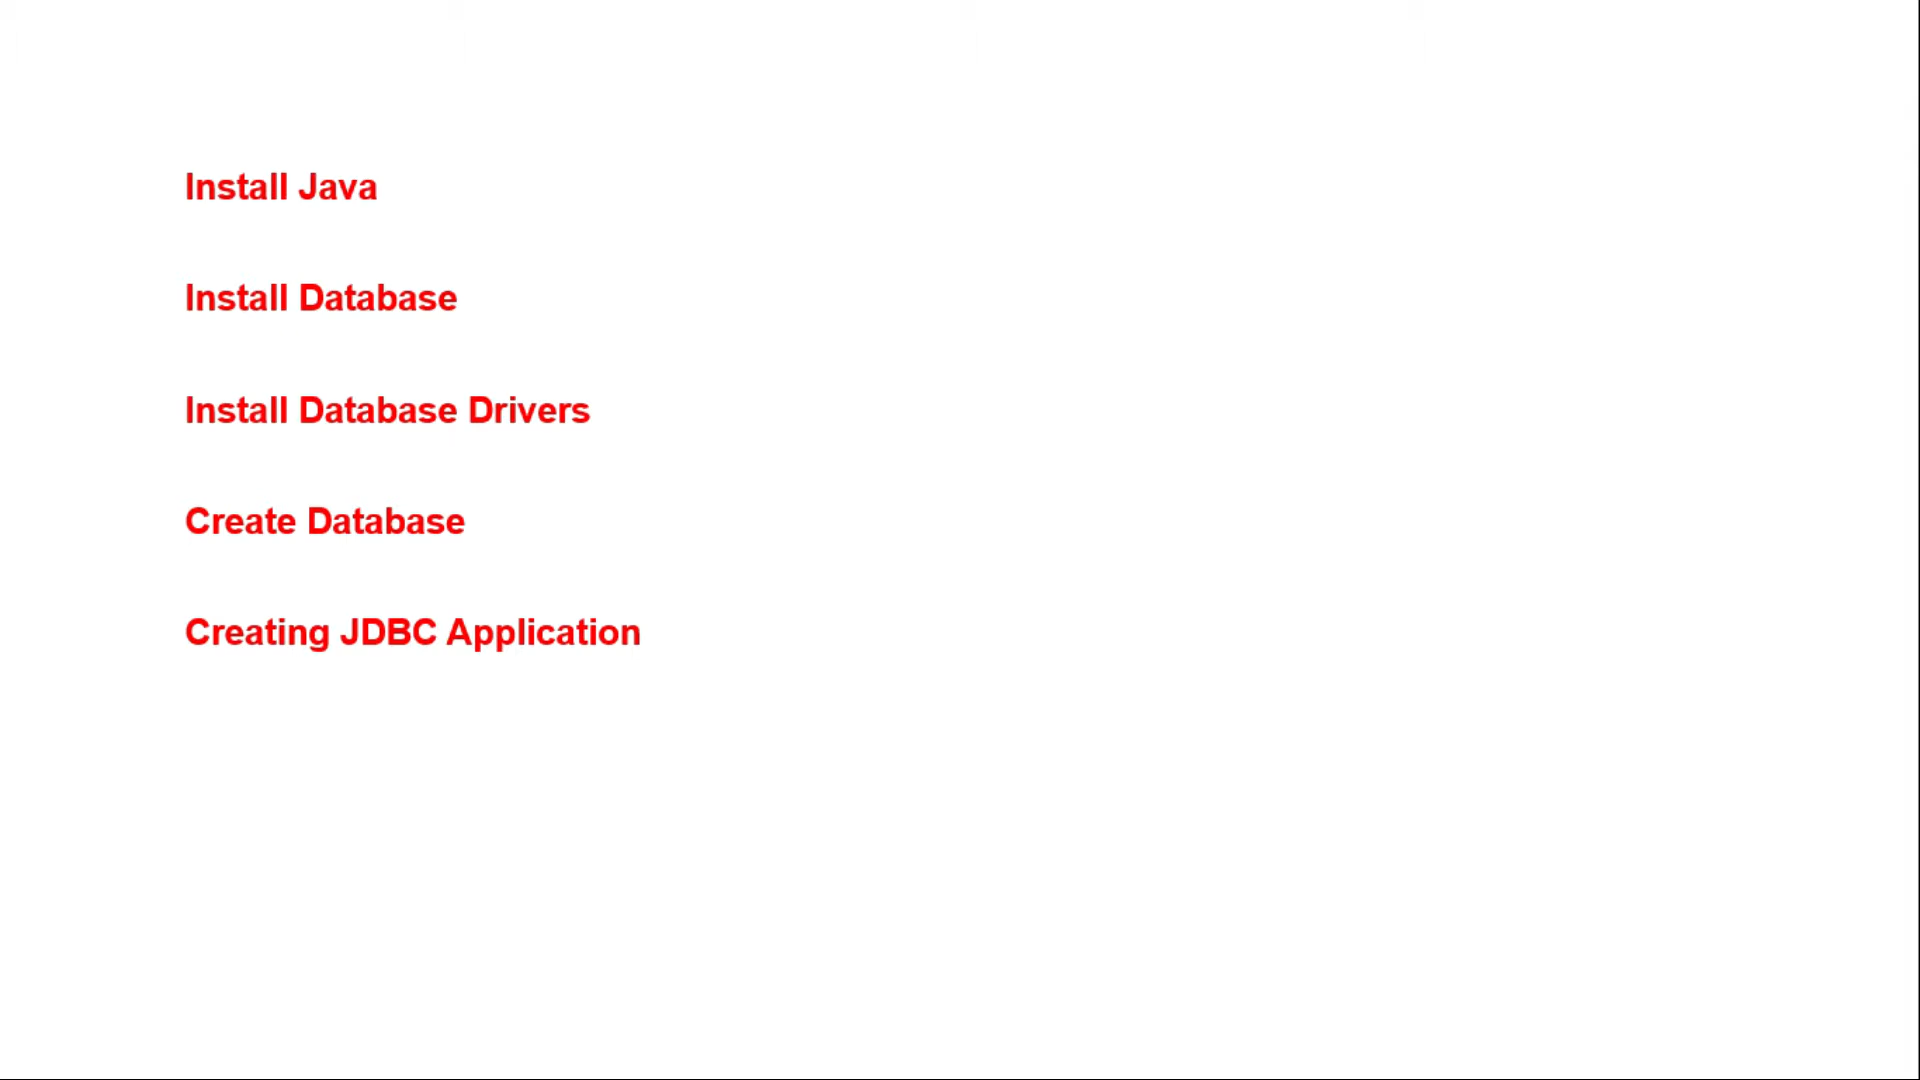 Install Java
Install Database
Install Database Drivers
Create Database
Creating JDBC Application